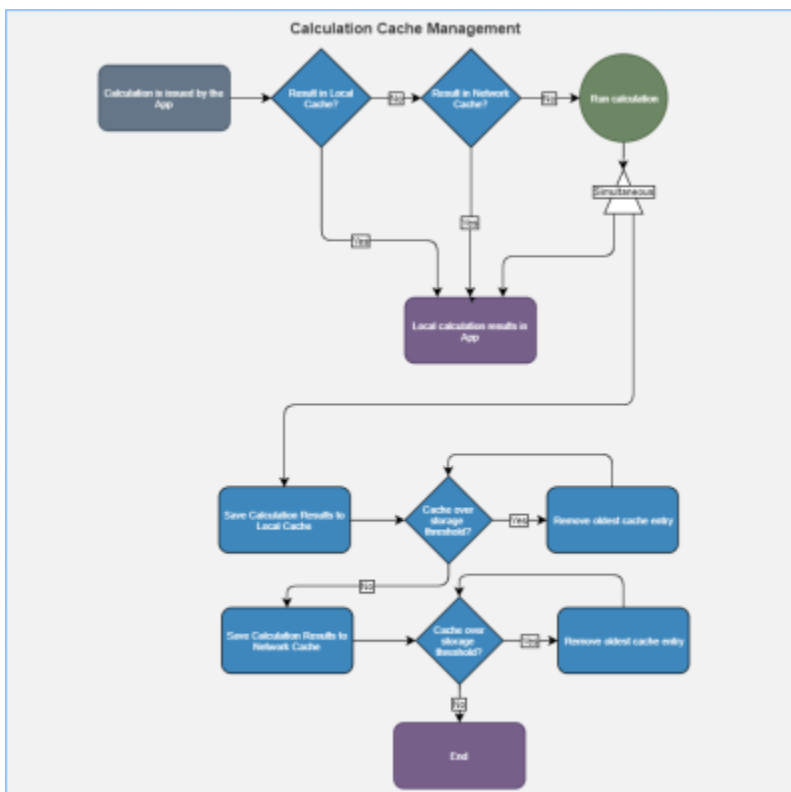 Calculation Cache Management
Calculation is issued by the
App
Result in Local
Cache?
No
Result in Network
Cache?
No
Run calculation
Simultaneous
Yes
Yes
Local calculation results in
App
Save Calculation Results to
Local Cache
Cache over
storage
threshold?
Yes
Remove oldest cache entry
No
Save Calculation Results to
Network Cache
Cache over
storage
threshold?
Yes
Remove oldest cache entry
No
End